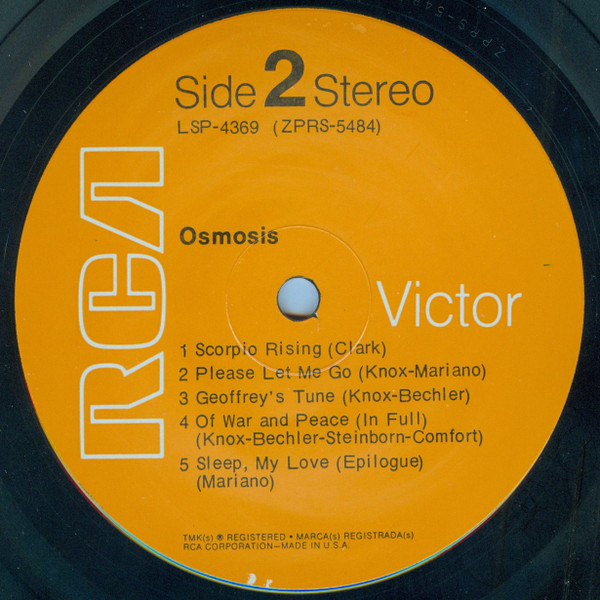 Side 2 Stereo
LSP-4369 (ZPRS-5484)
RCA
Osmosis
Victor
1 Scorpio Rising (Clark)
2 Please Let Me Go (Knox-Mariano)
3 Geoffrey's Tune (Knox-Bechler)
4 Of War and Peace (In Full)
(Knox-Bechler-Steinborn-Comfort)
5 Sleep, My Love (Epilogue)
(Mariano)
TMK(s) ® REGISTERED • MARCA(s) REGISTRADA(s)
RCA CORPORATION—MADE IN U.S.A.